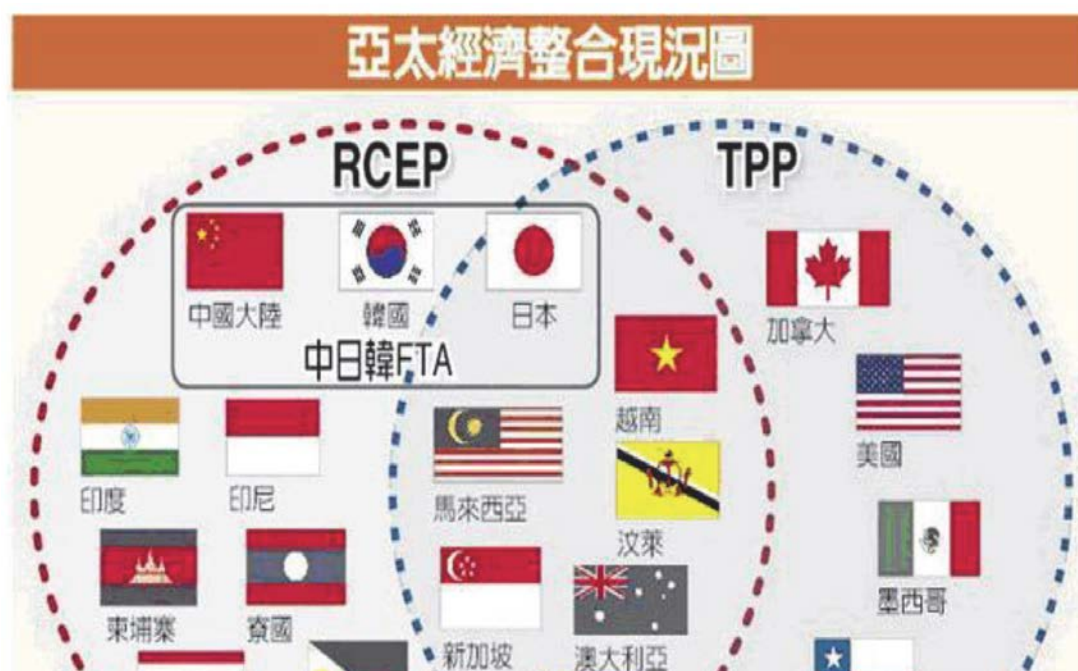 亞太經濟整合現況圖
RCEP
TPP
中國大陸
韓國
日本
加拿大
中日韓FTA
越南
美國
印度
印尼
馬來西亞
汶萊
柬埔寨
寮國
墨西哥
新加坡
澳大利亞